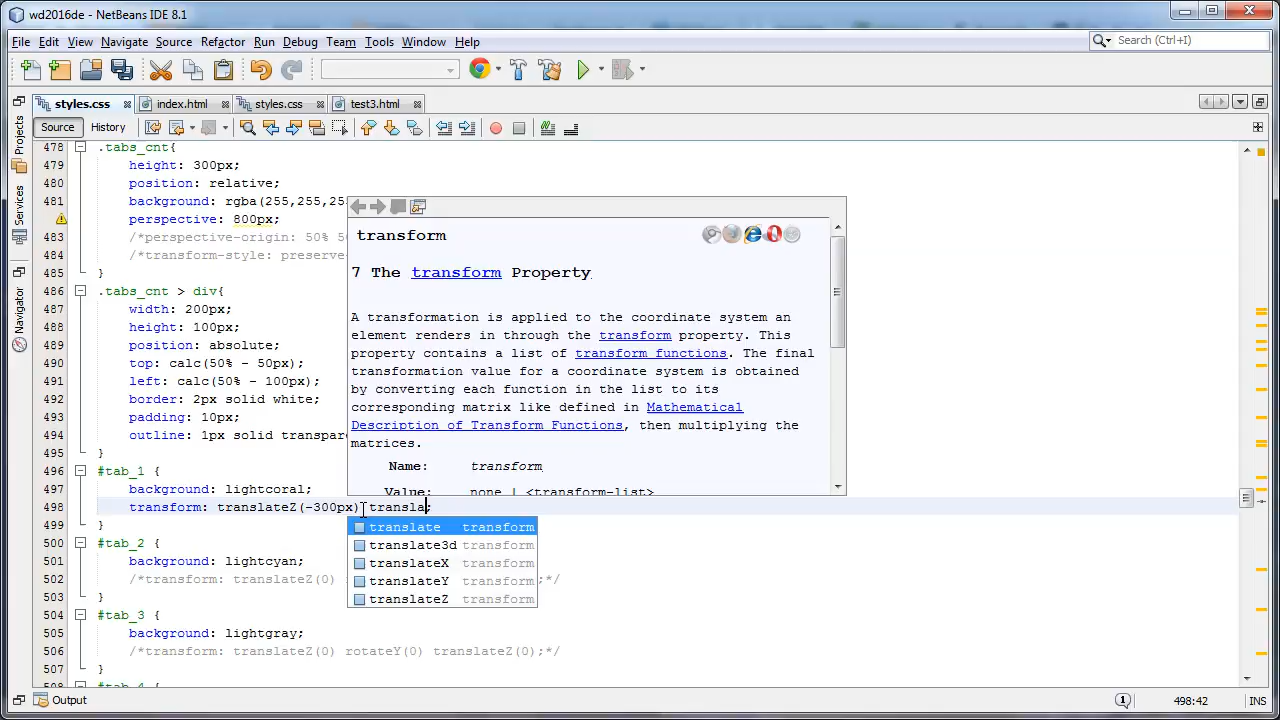 wd2016de - NetBeans IDE 8.1
File Edit View Navigate Source Refactor Run Debug Team Tools Window Help
Search (Ctrl+I)
styles.css index.html styles.css test3.html
Source History
Projects
Services
Navigator
478 .tabs_cnt{
479 height: 300px;
480 position: relative;
481 background: rgba(255,255,25
perspective: 800px;
483 /*perspective-origin: 50% 5
484 /*transform-style: preserve
485 }
486 .tabs_cnt > div{
487 width: 200px;
488 height: 100px;
489 position: absolute;
490 top: calc(50% - 50px);
491 left: calc(50% - 100px);
492 border: 2px solid white;
493 padding: 10px;
494 outline: 1px solid transpar
495 }
496 #tab_1 {
497 background: lightcoral;
498 transform: translateZ(-300px) transla;
499 }
500 #tab_2 {
501 background: lightcyan;
502 /*transform: translateZ(0) r ;*/
503 }
504 #tab_3 {
505 background: lightgray;
506 /*transform: translateZ(0) rotateY(0) translateZ(0);*/
507 }
transform
7 The transform Property
A transformation is applied to the coordinate system an
element renders in through the transform property. This
property contains a list of transform functions. The final
transformation value for a coordinate system is obtained
by converting each function in the list to its
corresponding matrix like defined in Mathematical
Description of Transform Functions, then multiplying the
matrices.
Name: transform
Value: none | <transform-list>
translate transform
translate3d transform
translateX transform
translateY transform
translateZ transform
Output
1
498:42
INS